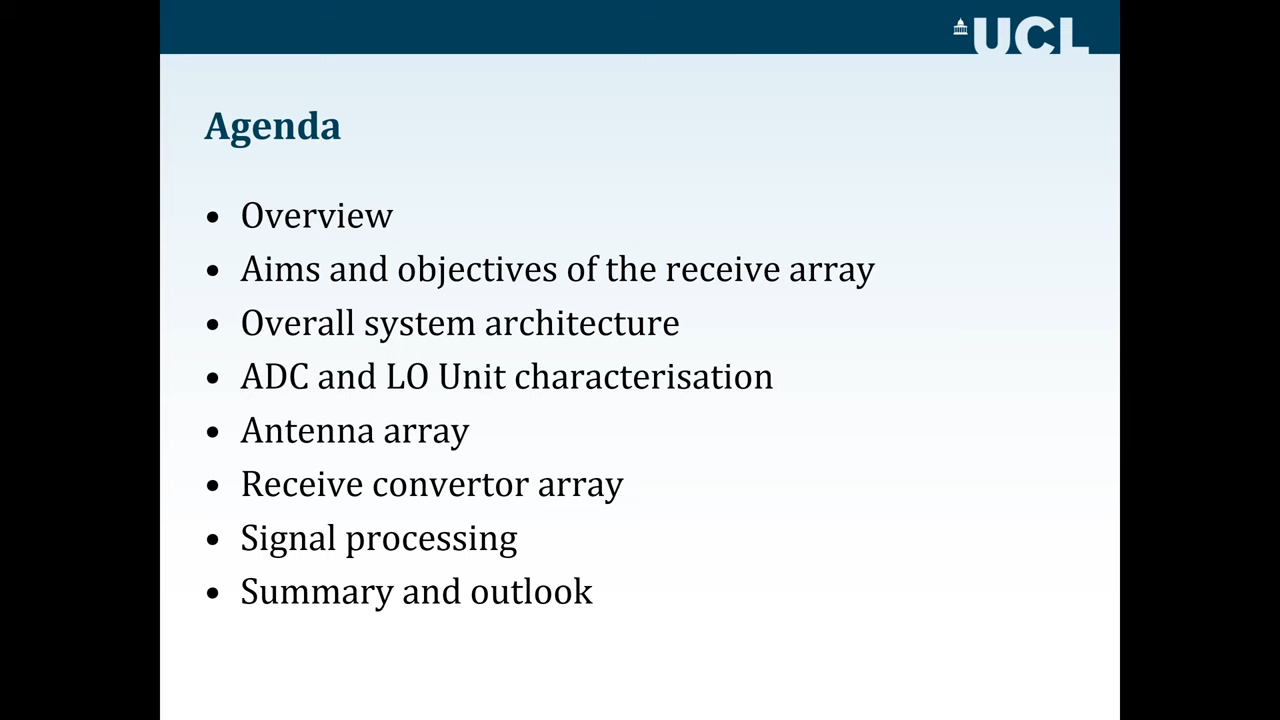 UCL
Agenda
• Overview
• Aims and objectives of the receive array
• Overall system architecture
• ADC and LO Unit characterisation
• Antenna array
• Receive convertor array
• Signal processing
• Summary and outlook